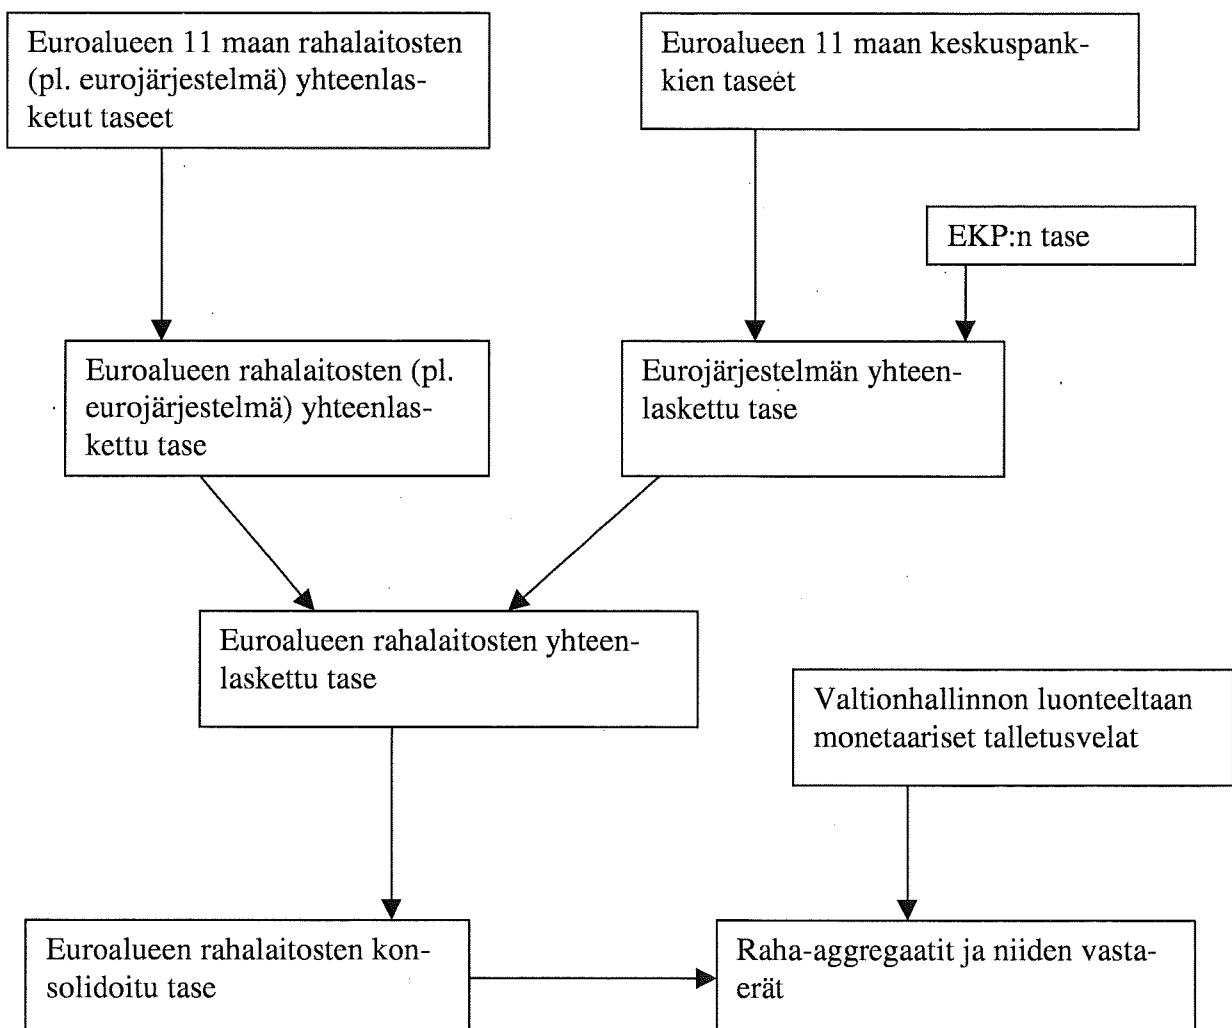 Euroalueen 11 maan rahalaitosten
(pl. eurojärjestelmä) yhteenlas-
ketut taseet
Euroalueen 11 maan keskuspank-
kien taseet
EKP:n tase
Euroalueen rahalaitosten (pl.
eurojärjestelmä) yhteenlas-
kettu tase
Eurojärjestelmän yhteen-
laskettu tase
Euroalueen rahalaitosten yhteen-
laskettu tase
Valtionhallinnon luonteeltaan
monetaariset talletusvelat
Euroalueen rahalaitosten kon-
solidoitu tase
Raha-aggregaatit ja niiden vasta-
erät